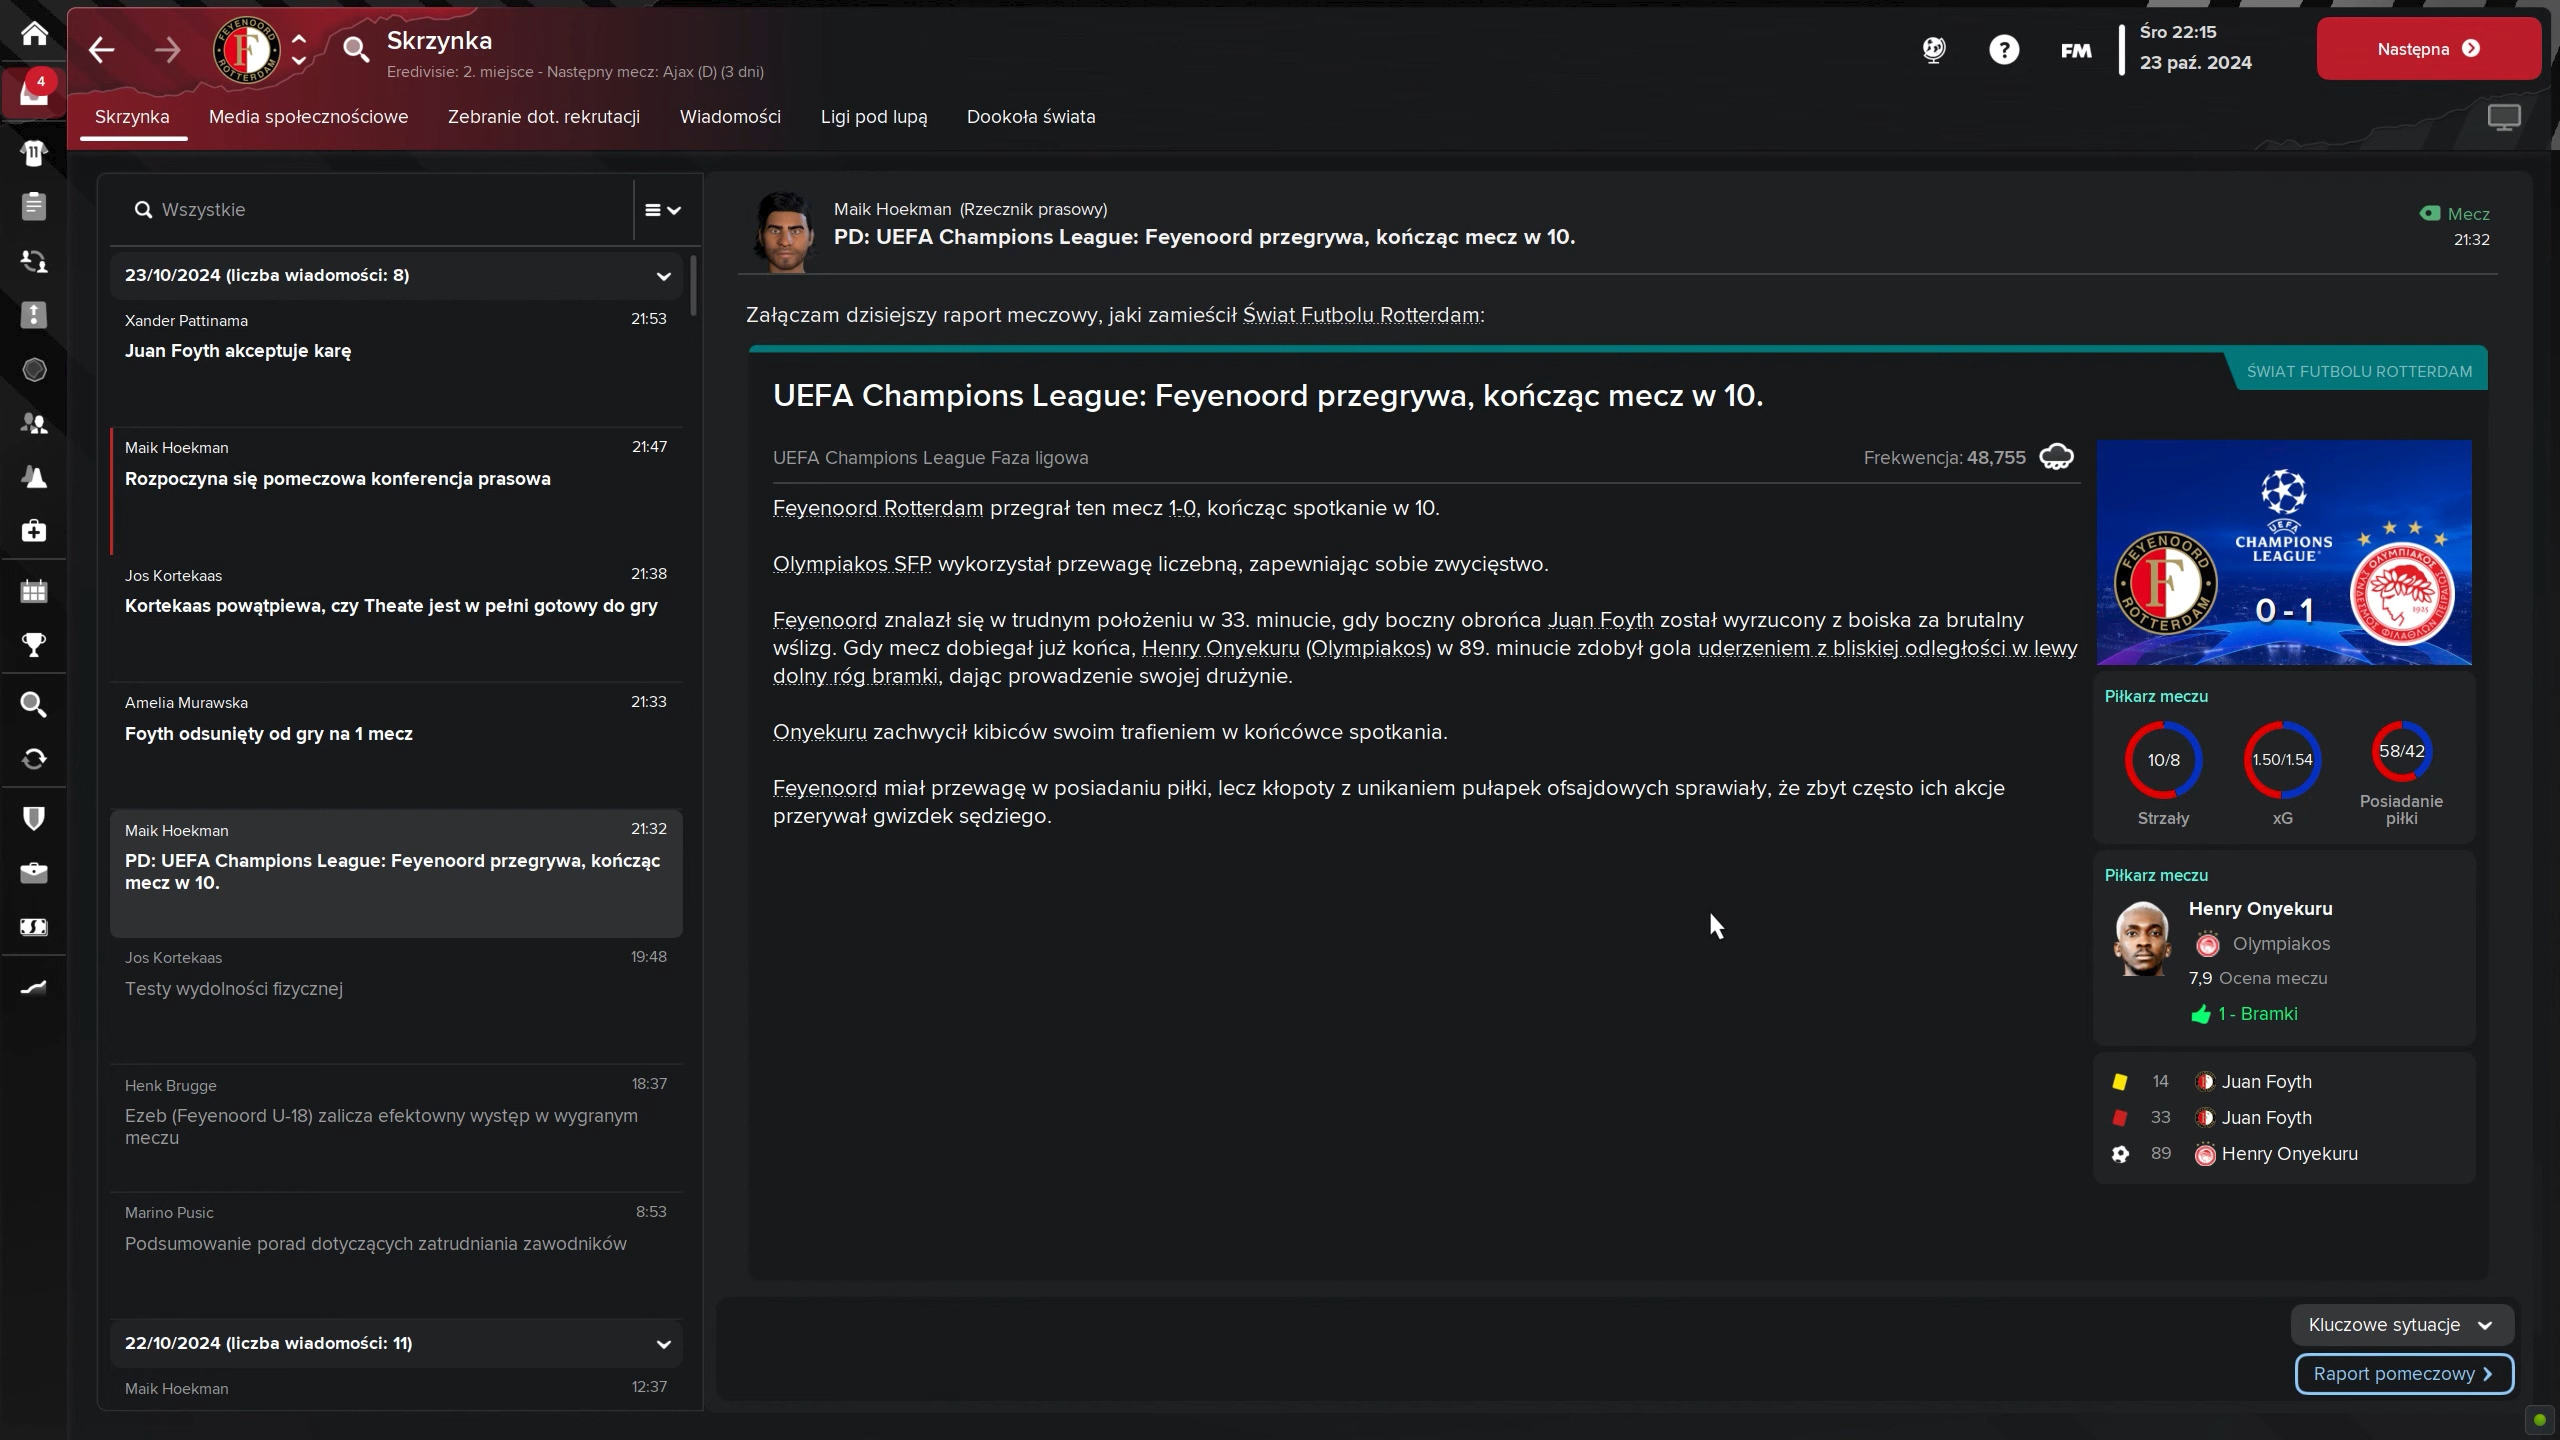 4
11
Skrzynka
Eredivisie: 2. miejsce - Następny mecz: Ajax (D) (3 dni)
FM
Śro 22:15
23 paź. 2024
Następna
Skrzynka
Media społecznościowe
Zebranie dot. rekrutacji
Wiadomości
Ligi pod lupą
Dookoła świata
Wszystkie
23/10/2024 (liczba wiadomości: 8)
Xander Pattinama 21:53
Juan Foyth akceptuje karę
Maik Hoekman 21:47
Rozpoczyna się pomeczowa konferencja prasowa
Jos Kortekaas 21:38
Kortekaas powątpiewa, czy Theate jest w pełni gotowy do gry
Amelia Murawska 21:33
Foyth odsunięty od gry na 1 mecz
Maik Hoekman 21:32
PD: UEFA Champions League: Feyenoord przegrywa, kończąc
mecz w 10.
Jos Kortekaas 19:48
Testy wydolności fizycznej
Henk Brugge 18:37
Ezeb (Feyenoord U-18) zalicza efektowny występ w wygranym
meczu
Marino Pusic 8:53
Podsumowanie porad dotyczących zatrudniania zawodników
22/10/2024 (liczba wiadomości: 11)
Maik Hoekman 12:37
Maik Hoekman (Rzecznik prasowy)
PD: UEFA Champions League: Feyenoord przegrywa, kończąc mecz w 10.
Mecz
21:32
Załączam dzisiejszy raport meczowy, jaki zamieścił Świat Futbolu Rotterdam:
ŚWIAT FUTBOLU ROTTERDAM
UEFA Champions League: Feyenoord przegrywa, kończąc mecz w 10.
UEFA Champions League Faza ligowa
Frekwencja: 48,755
Feyenoord Rotterdam przegrał ten mecz 1-0, kończąc spotkanie w 10.
Olympiakos SFP wykorzystał przewagę liczebną, zapewniając sobie zwycięstwo.
Feyenoord znalazł się w trudnym położeniu w 33. minucie, gdy boczny obrońca Juan Foyth został wyrzucony z boiska za brutalny
wślizg. Gdy mecz dobiegał już końca, Henry Onyekuru (Olympiakos) w 89. minucie zdobył gola uderzeniem z bliskiej odległości w lewy
dolny róg bramki, dając prowadzenie swojej drużynie.
Onyekuru zachwycił kibiców swoim trafieniem w końcówce spotkania.
Feyenoord miał przewagę w posiadaniu piłki, lecz kłopoty z unikaniem pułapek ofsajdowych sprawiały, że zbyt często ich akcje
przerywał gwizdek sędziego.
UEFA
CHAMPIONS
LEAGUE
FEYENOORD
F
ROTTERDAM
1925
0 - 1
Piłkarz meczu
10/8
1.50/1.54
58/42
Strzały
xG
Posiadanie
piłki
Piłkarz meczu
Henry Onyekuru
Olympiakos
7,9 Ocena meczu
1 - Bramki
14 Juan Foyth
33 Juan Foyth
89 Henry Onyekuru
Kluczowe sytuacje
Raport pomeczowy